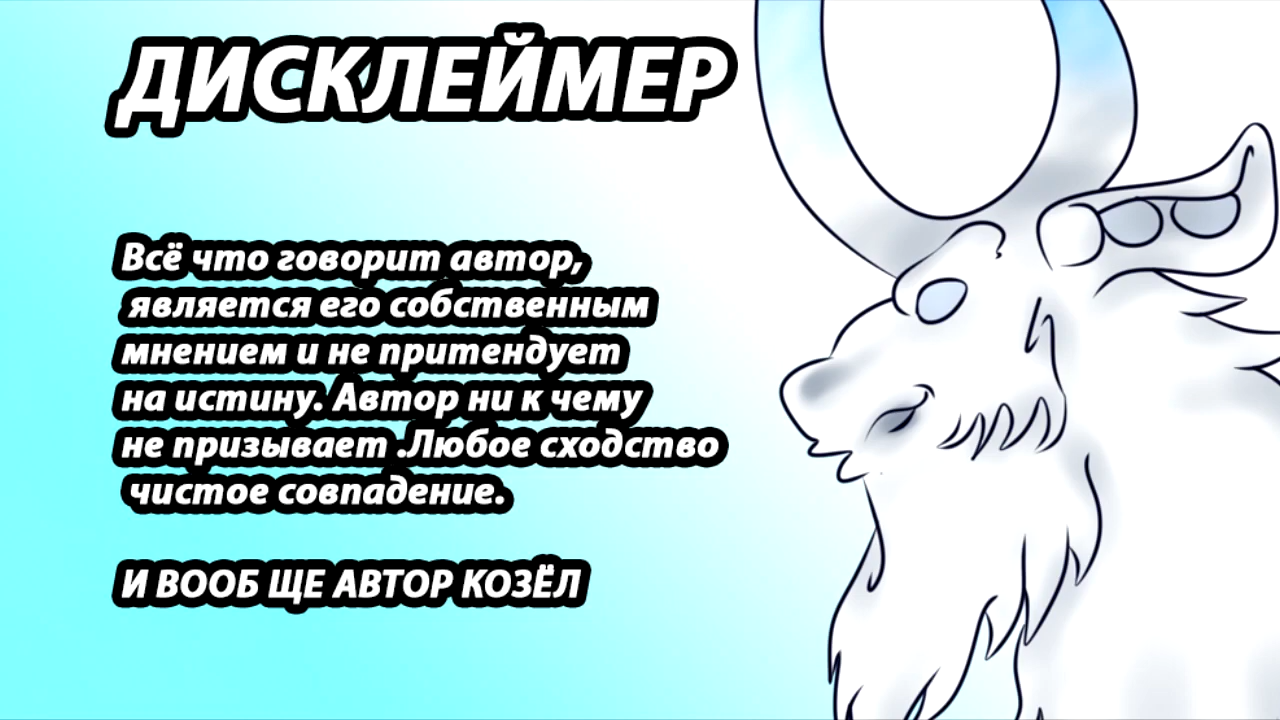 ДИСКЛЕЙМЕР
Всё что говорит автор,
является его собственным
мнением и не притендует
на истину. Автор ни к чему
не призывает .Любое сходство
чистое совпадение.
И ВООБ ЩЕ АВТОР КОЗЁЛ